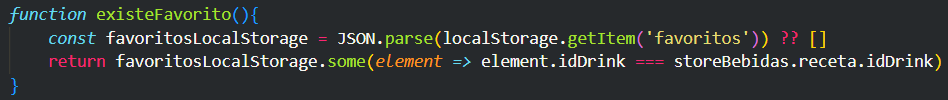 function existeFavorito(){
    const favoritosLocalStorage = JSON.parse(localStorage.getItem('favoritos')) ?? []
    return favoritosLocalStorage.some(element => element.idDrink === storeBebidas.receta.idDrink)
}